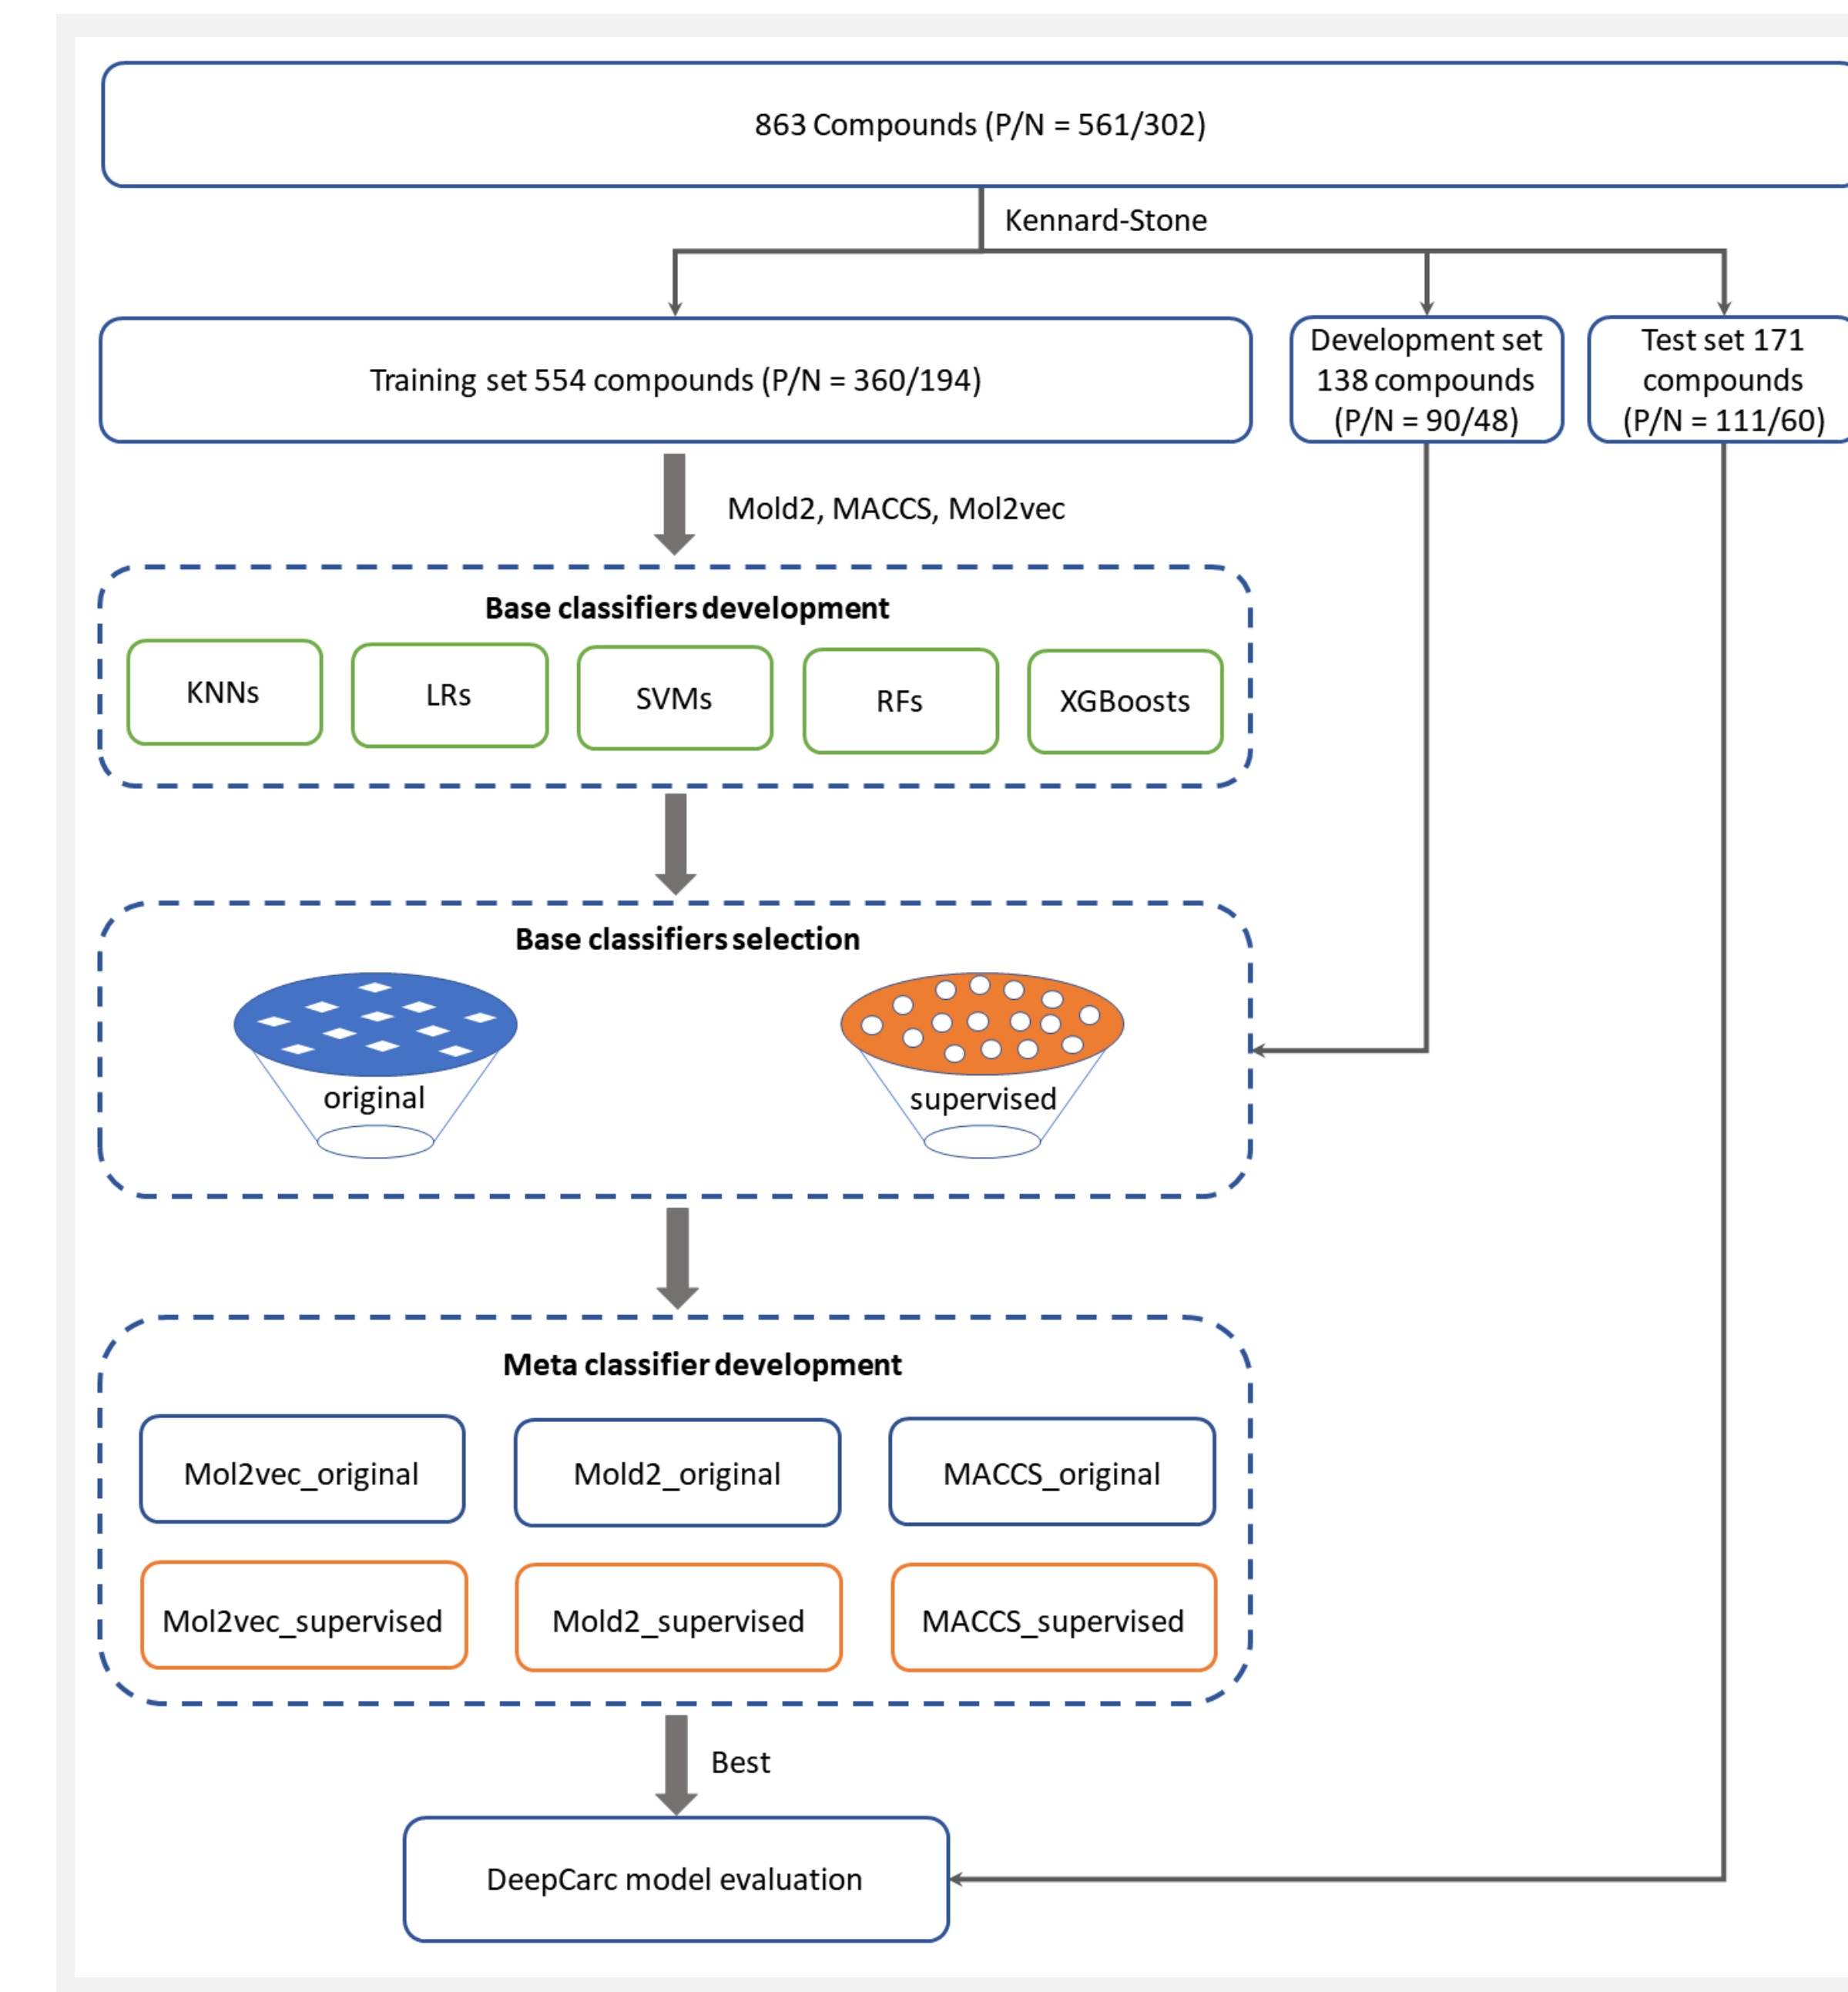 863 Compounds (P/N = 561/302)
Kennard-Stone
Training set 554 compounds (P/N = 360/194)
Development set
138 compounds
(P/N = 90/48)
Test set 171
compounds
(P/N = 111/60)
Mold2, MACCS, Mol2vec
Base classifiers development
KNNs
LRs
SVMs
RFs
XGBoosts
Base classifiers selection
original
supervised
Meta classifier development
Mol2vec_original
Mold2_original
MACCS_original
Mol2vec_supervised
Mold2_supervised
MACCS_supervised
Best
DeepCarc model evaluation